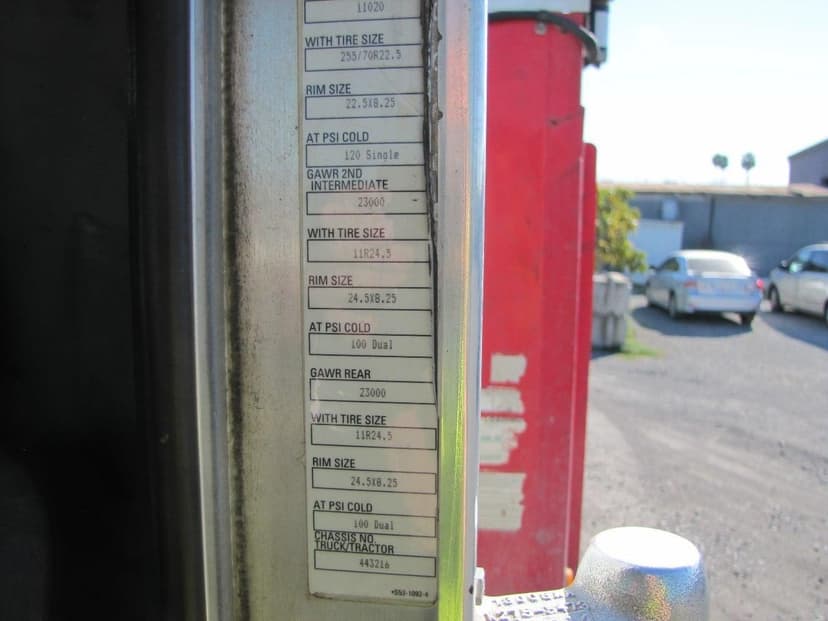 11020
WITH TIRE SIZE
255/70R22.5
RIM SIZE
22.5X8.25
AT PSI COLD
120 Single
GAWR 2ND
INTERMEDIATE
23000
WITH TIRE SIZE
11R24.5
RIM SIZE
24.5X8.25
AT PSI COLD
100 Dual
GAWR REAR
23000
WITH TIRE SIZE
11R24.5
RIM SIZE
24.5X8.25
AT PSI COLD
100 Dual
CHASSIS NO.
TRUCK/TRACTOR
443216